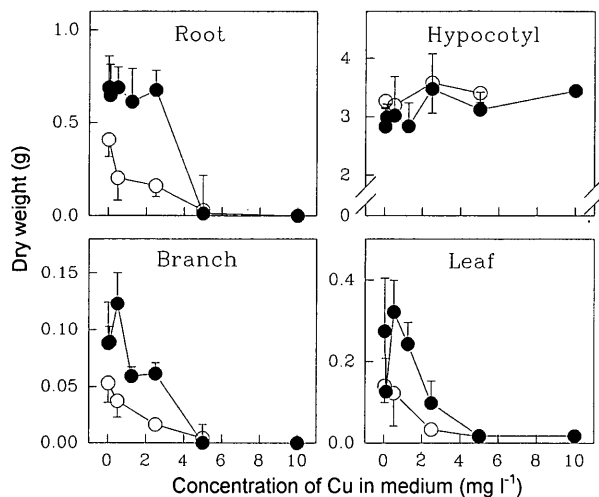 Root
Hypocotyl
1.0
0.5
0.0
4
3
2
0
Dry weight (g)
Branch
Leaf
0.15
0.10
0.05
0.00
0.4
0.2
0.0
0 2 4 6 8 10
0 2 4 6 8 10
Concentration of Cu in medium (mg l⁻¹)